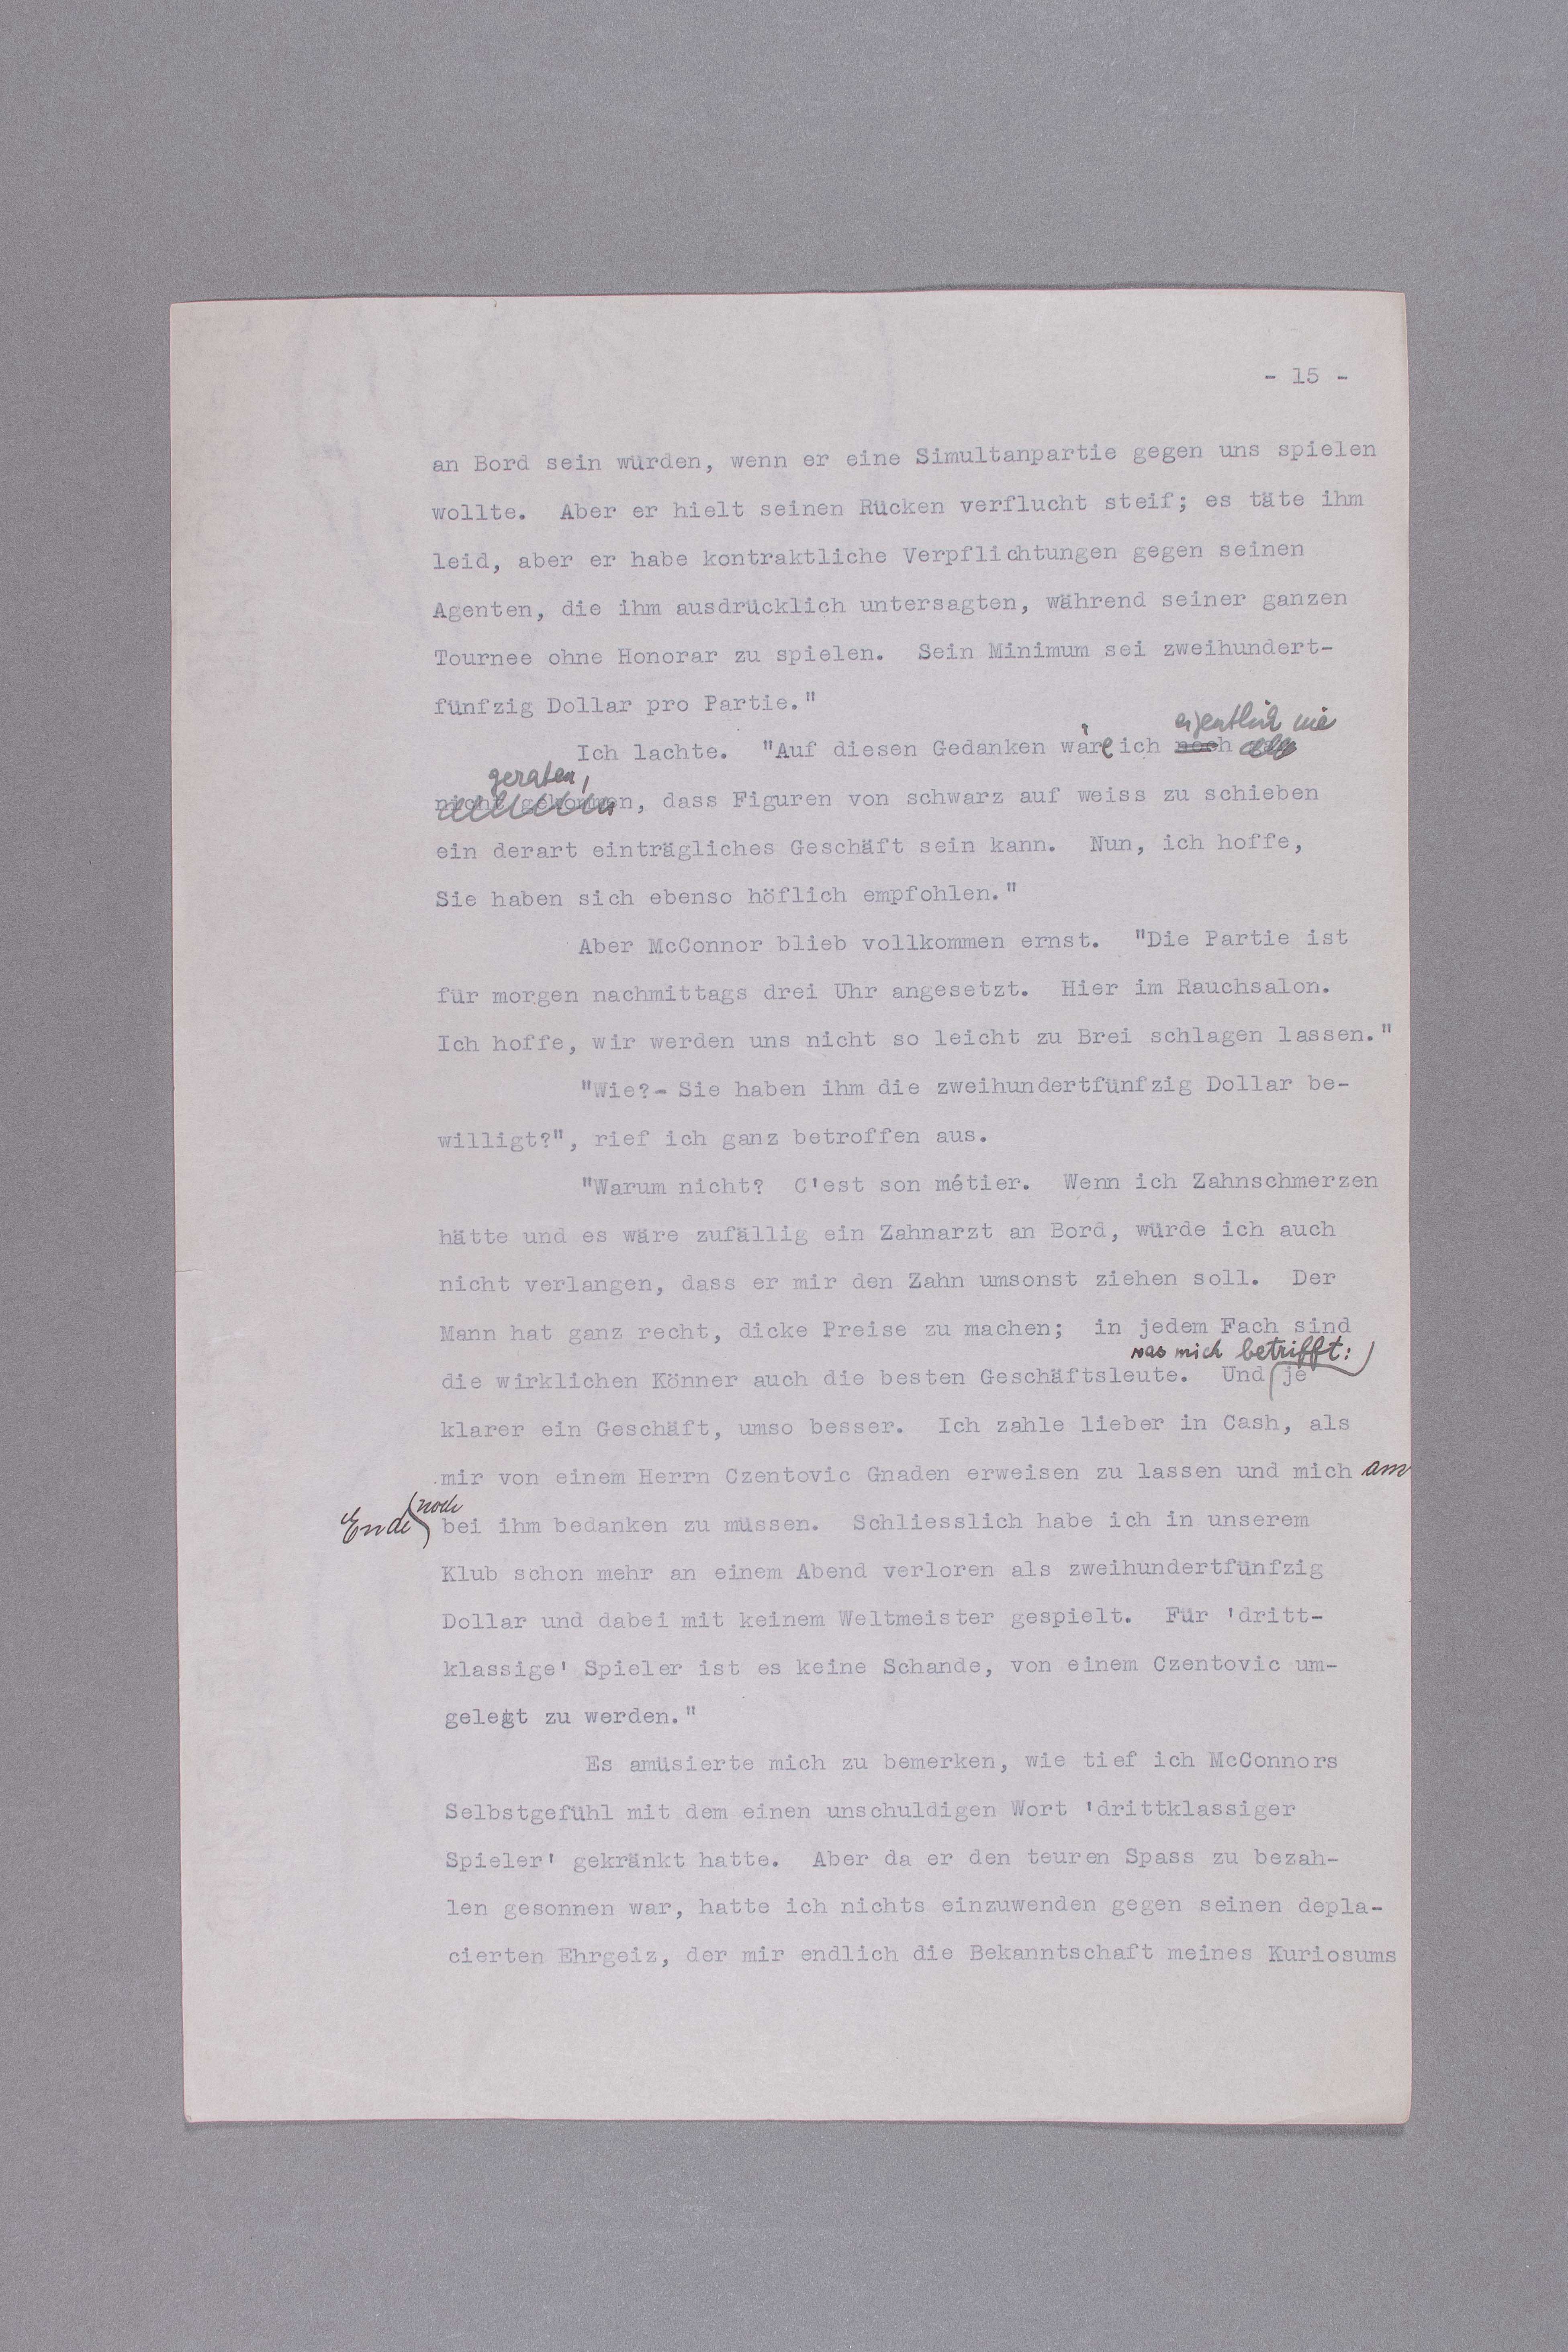 - 15 -
an Bord sein würden, wenn er eine Simultanpartie gegen uns spielen
wollte. Aber er hielt seinen Rücken verflucht steif; es täte ihm
leid, aber er habe kontraktliche Verpflichtungen gegen seinen
Agenten, die ihm ausdrücklich untersagten, während seiner ganzen
Tournee ohne Honorar zu spielen. Sein Minimum sei zweihundert-
fünfzig Dollar pro Partie."
eigentlich nie
Ich lachte. "Auf diesen Gedanken wäre ich noch
geraten,
nicht gekommen, dass Figuren von schwarz auf weiss zu schieben
ein derart einträgliches Geschäft sein kann. Nun, ich hoffe,
Sie haben sich ebenso höflich empfohlen."
Aber McConnor blieb vollkommen ernst. "Die Partie ist
für morgen nachmittags drei Uhr angesetzt. Hier im Rauchsalon.
Ich hoffe, wir werden uns nicht so leicht zu Brei schlagen lassen."
"Wie?- Sie haben ihm die zweihundertfünfzig Dollar be-
willigt?", rief ich ganz betroffen aus.
"Warum nicht? C'est son métier. Wenn ich Zahnschmerzen
hätte und es wäre zufällig ein Zahnarzt an Bord, würde ich auch
nicht verlangen, dass er mir den Zahn umsonst ziehen soll. Der
Mann hat ganz recht, dicke Preise zu machen; in jedem Fach sind
was mich betrifft:
die wirklichen Könner auch die besten Geschäftsleute. Und je
klarer ein Geschäft, umso besser. Ich zahle lieber in Cash, als
mir von einem Herrn Czentovic Gnaden erweisen zu lassen und mich am
Ende noch bei ihm bedanken zu müssen. Schliesslich habe ich in unserem
Klub schon mehr an einem Abend verloren als zweihundertfünfzig
Dollar und dabei mit keinem Weltmeister gespielt. Für 'dritt-
klassige' Spieler ist es keine Schande, von einem Czentovic um-
gelegt zu werden."
Es amüsierte mich zu bemerken, wie tief ich McConnors
Selbstgefühl mit dem einen unschuldigen Wort 'drittklassiger
Spieler' gekränkt hatte. Aber da er den teuren Spass zu bezah-
len gesonnen war, hatte ich nichts einzuwenden gegen seinen depla-
cierten Ehrgeiz, der mir endlich die Bekanntschaft meines Kuriosums